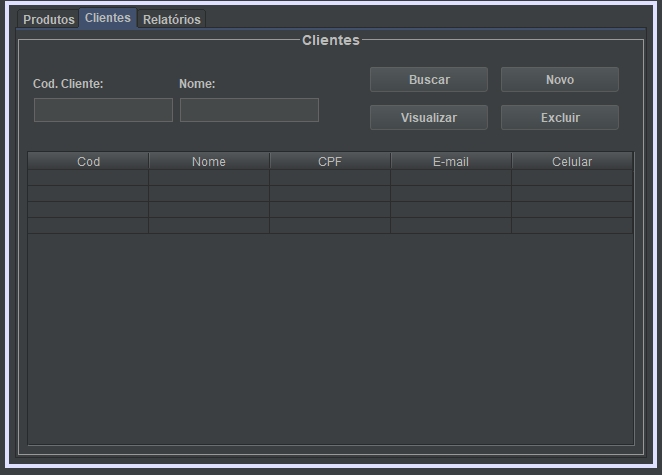 Produtos Clientes Relatórios
Clientes
Cod. Cliente: Nome: Buscar Novo
Visualizar Excluir
Cod Nome CPF E-mail Celular